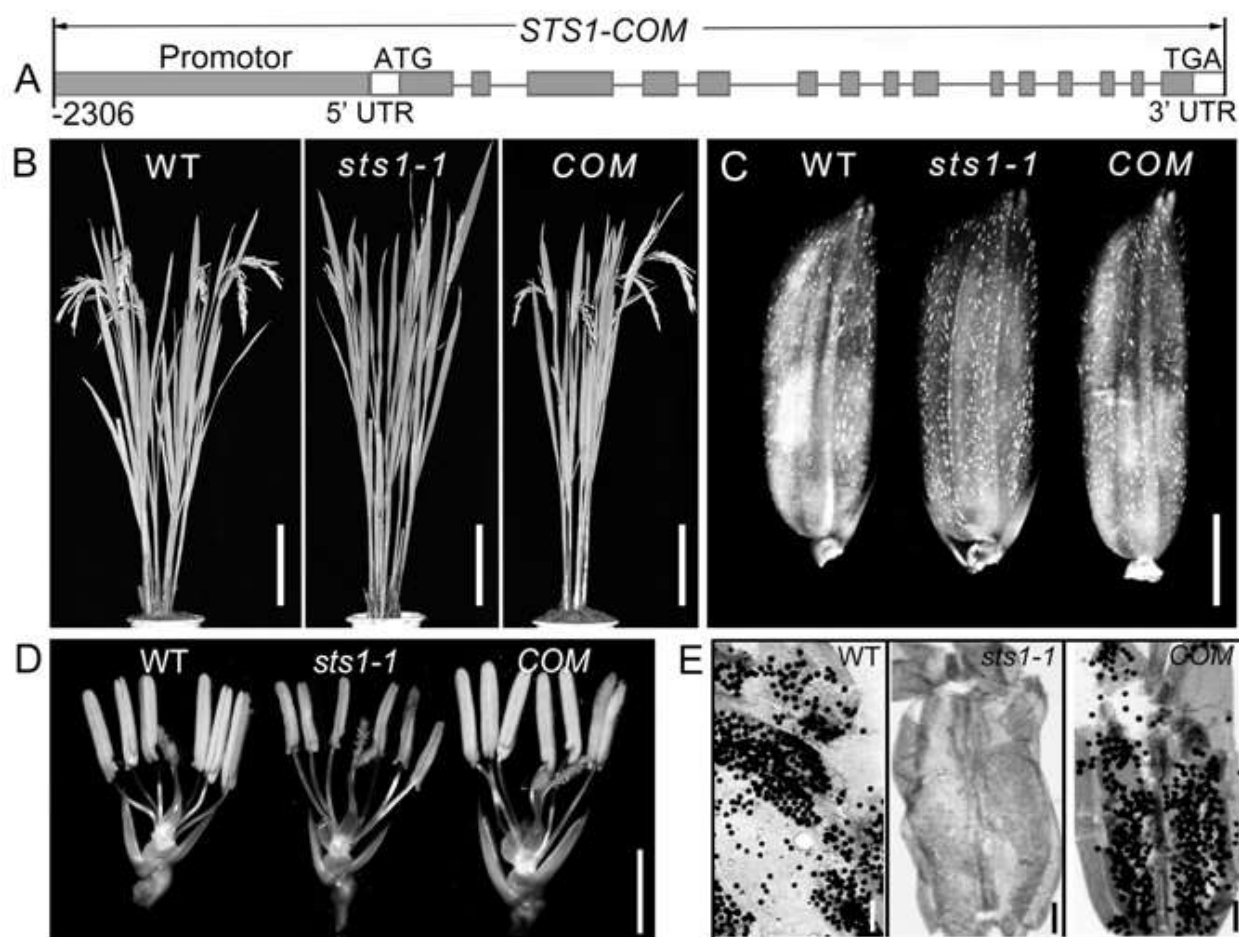 STS1-COM
A
Promotor
ATG
TGA
-2306
5' UTR
3' UTR
B
WT
sts1-1
COM
C
WT
sts1-1
COM
D
WT
sts1-1
COM
E
WT
sts1-1
COM